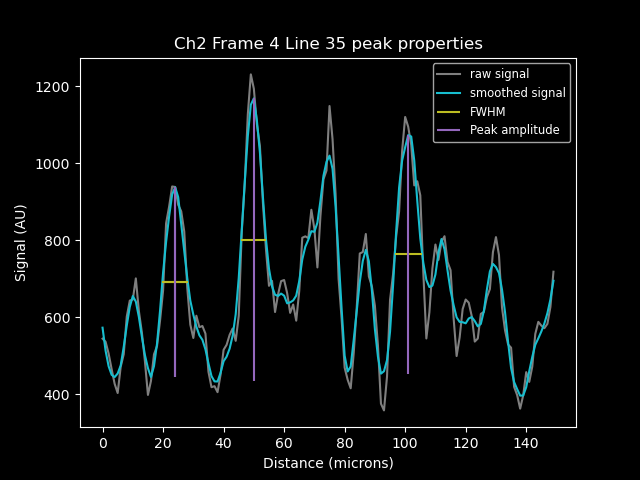 Ch2 Frame 4 Line 35 peak properties
raw signal
smoothed signal
FWHM
Peak amplitude
Signal (AU)
1200
1000
800
600
400
0 20 40 60 80 100 120 140
Distance (microns)